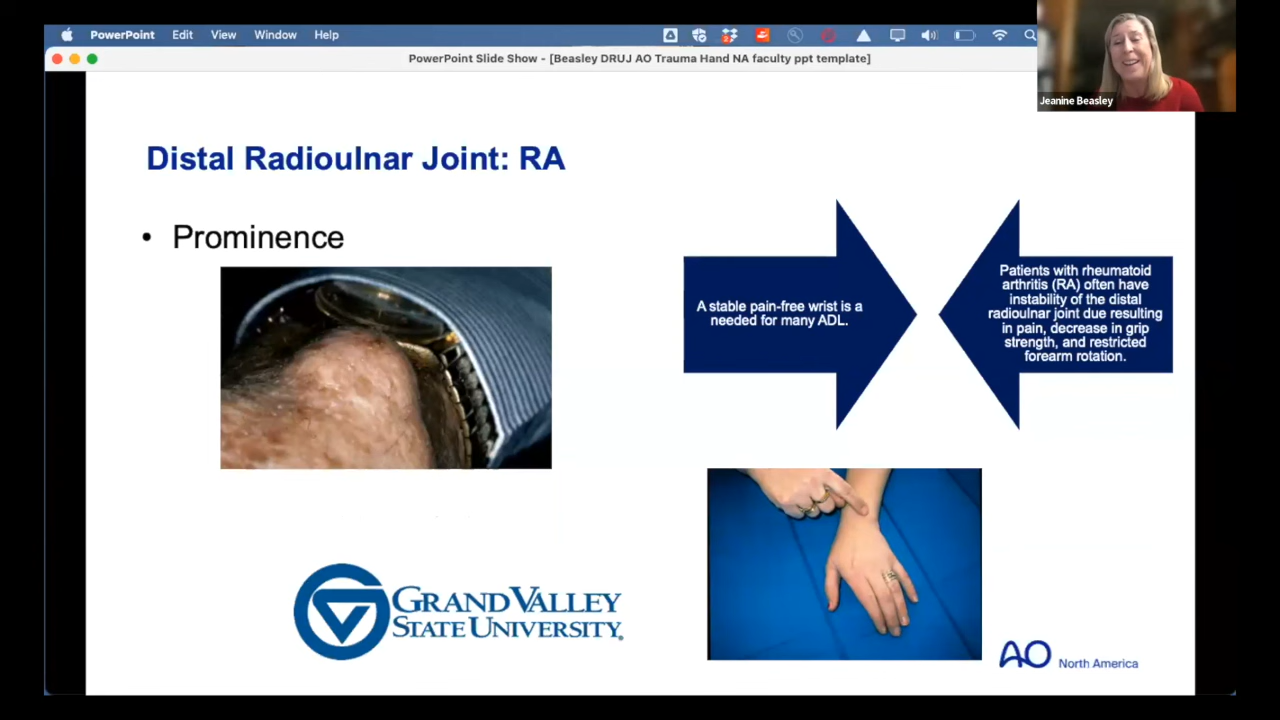 PowerPoint Edit View Window Help
PowerPoint Slide Show - [Beasley DRUJ AO Trauma Hand NA faculty ppt template]
Jeanine Beasley
Distal Radioulnar Joint: RA
• Prominence
A stable pain-free wrist is a
needed for many ADL.
Patients with rheumatoid
arthritis (RA) often have
instability of the distal
radioulnar joint due resulting
in pain, decrease in grip
strength, and restricted
forearm rotation.
GRAND VALLEY
STATE UNIVERSITY®
AO North America